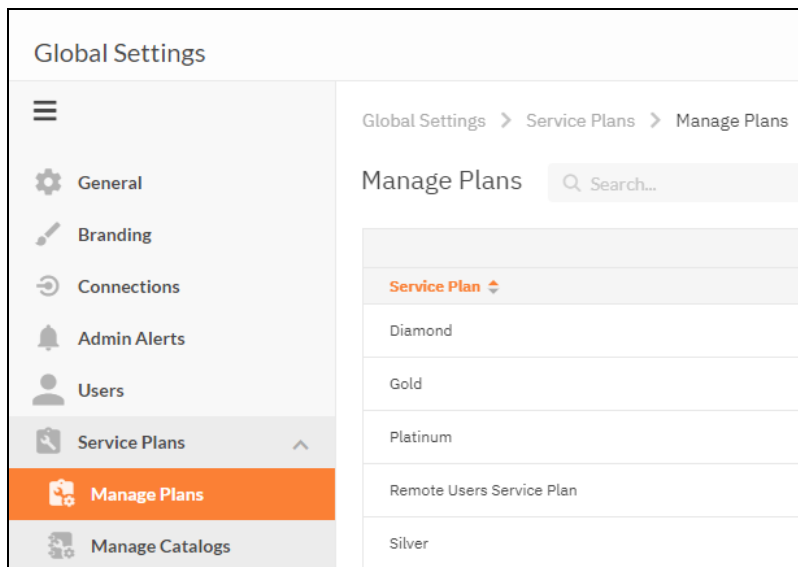 Global Settings
General
Branding
Connections
Admin Alerts
Users
Service Plans
Manage Plans
Manage Catalogs
Global Settings Service Plans Manage Plans
Manage Plans Search...
Service Plan
Diamond
Gold
Platinum
Remote Users Service Plan
Silver